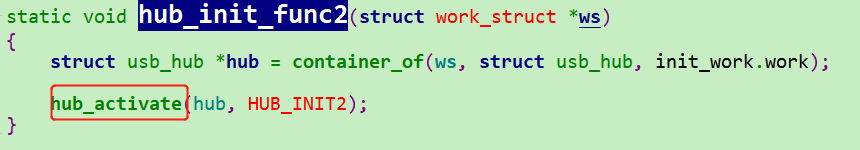 static void hub_init_func2(struct work_struct *ws)
{
    struct usb_hub *hub = container_of(ws, struct usb_hub, init_work.work);
    hub_activate(hub, HUB_INIT2);
}